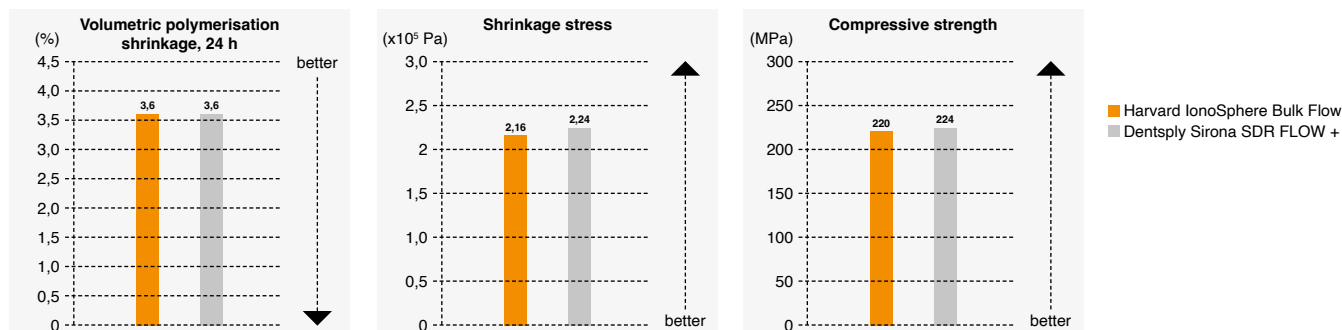 Volumetric polymerisation
shrinkage, 24 h
(%)
better
4,5
4,0
3,5
3,0
2,5
2,0
1,5
1,0
0,5
0
3,6
3,6
Shrinkage stress
(x10⁵ Pa)
3,0
2,5
2,0
1,5
1,0
0,5
0
2,16
2,24
better
Compressive strength
(MPa)
300
250
200
150
100
50
0
220
224
better
Harvard IonoSphere Bulk Flow
Dentsply Sirona SDR FLOW +